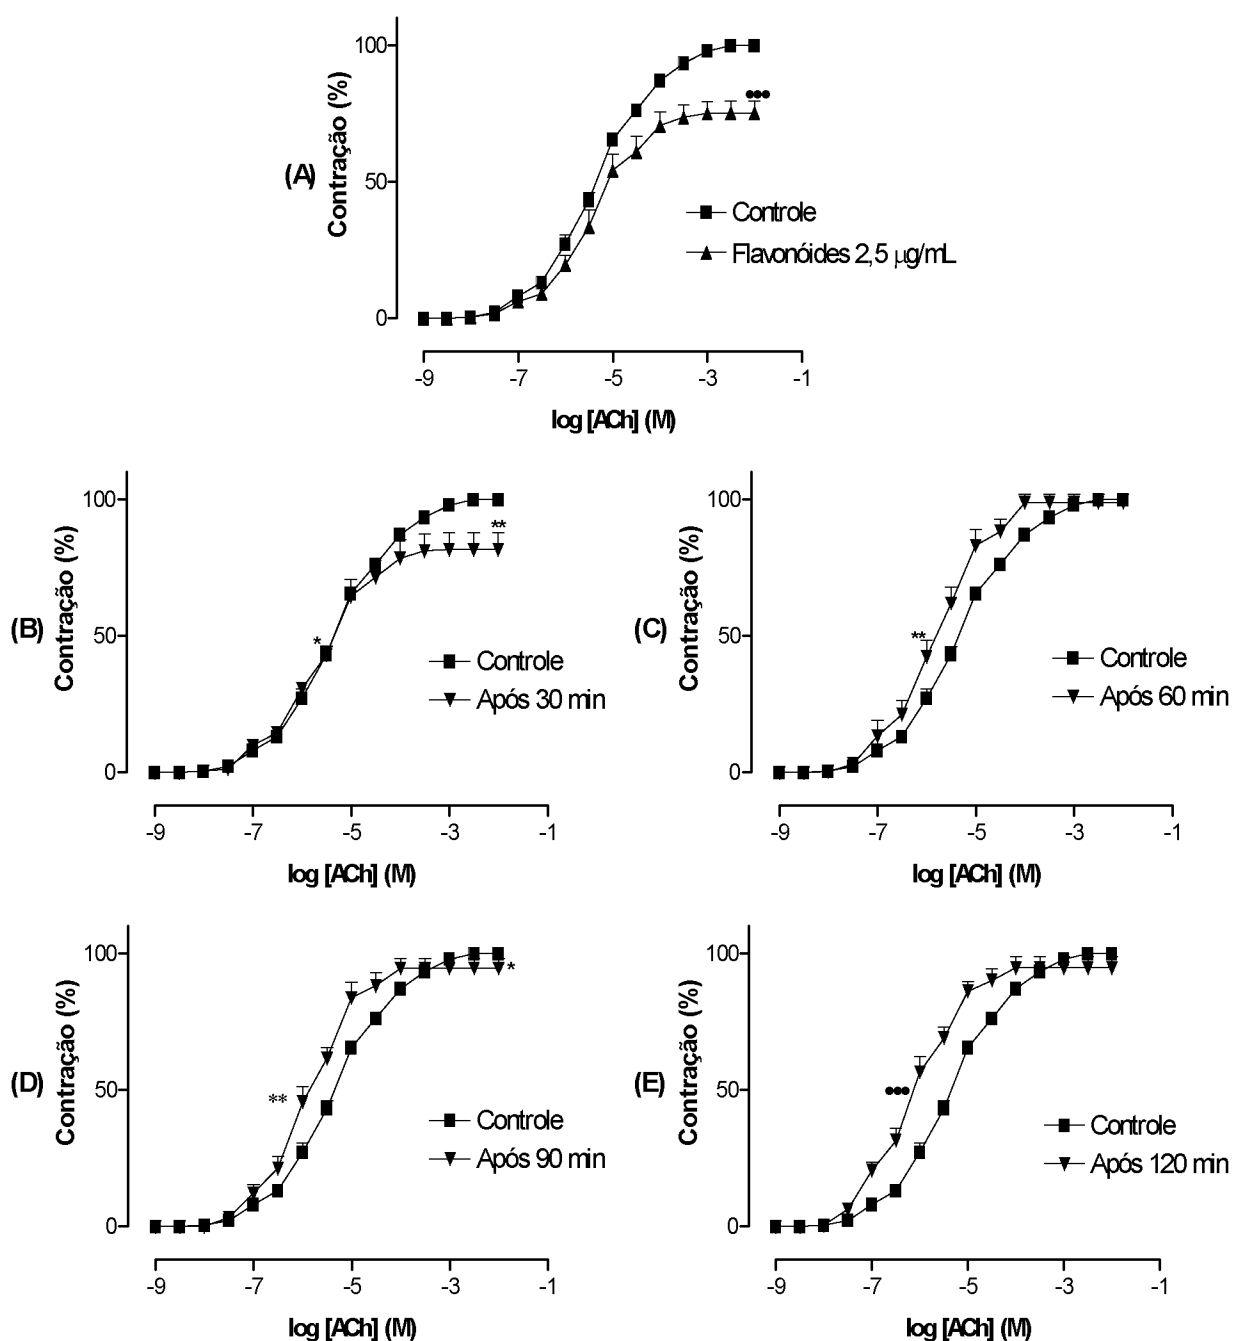 100
50
0
Contração (%)
(A)
●●●
Controle
Flavonóides 2,5 µg/mL
-9 -7 -5 -3 -1
log [ACh] (M)
100
50
0
Contração (%)
(B)
**
*
Controle
Após 30 min
-9 -7 -5 -3 -1
log [ACh] (M)
100
50
0
Contração (%)
(C)
**
Controle
Após 60 min
-9 -7 -5 -3 -1
log [ACh] (M)
100
50
0
Contração (%)
(D)
*
**
Controle
Após 90 min
-9 -7 -5 -3 -1
log [ACh] (M)
100
50
0
Contração (%)
(E)
●●●
Controle
Após 120 min
-9 -7 -5 -3 -1
log [ACh] (M)